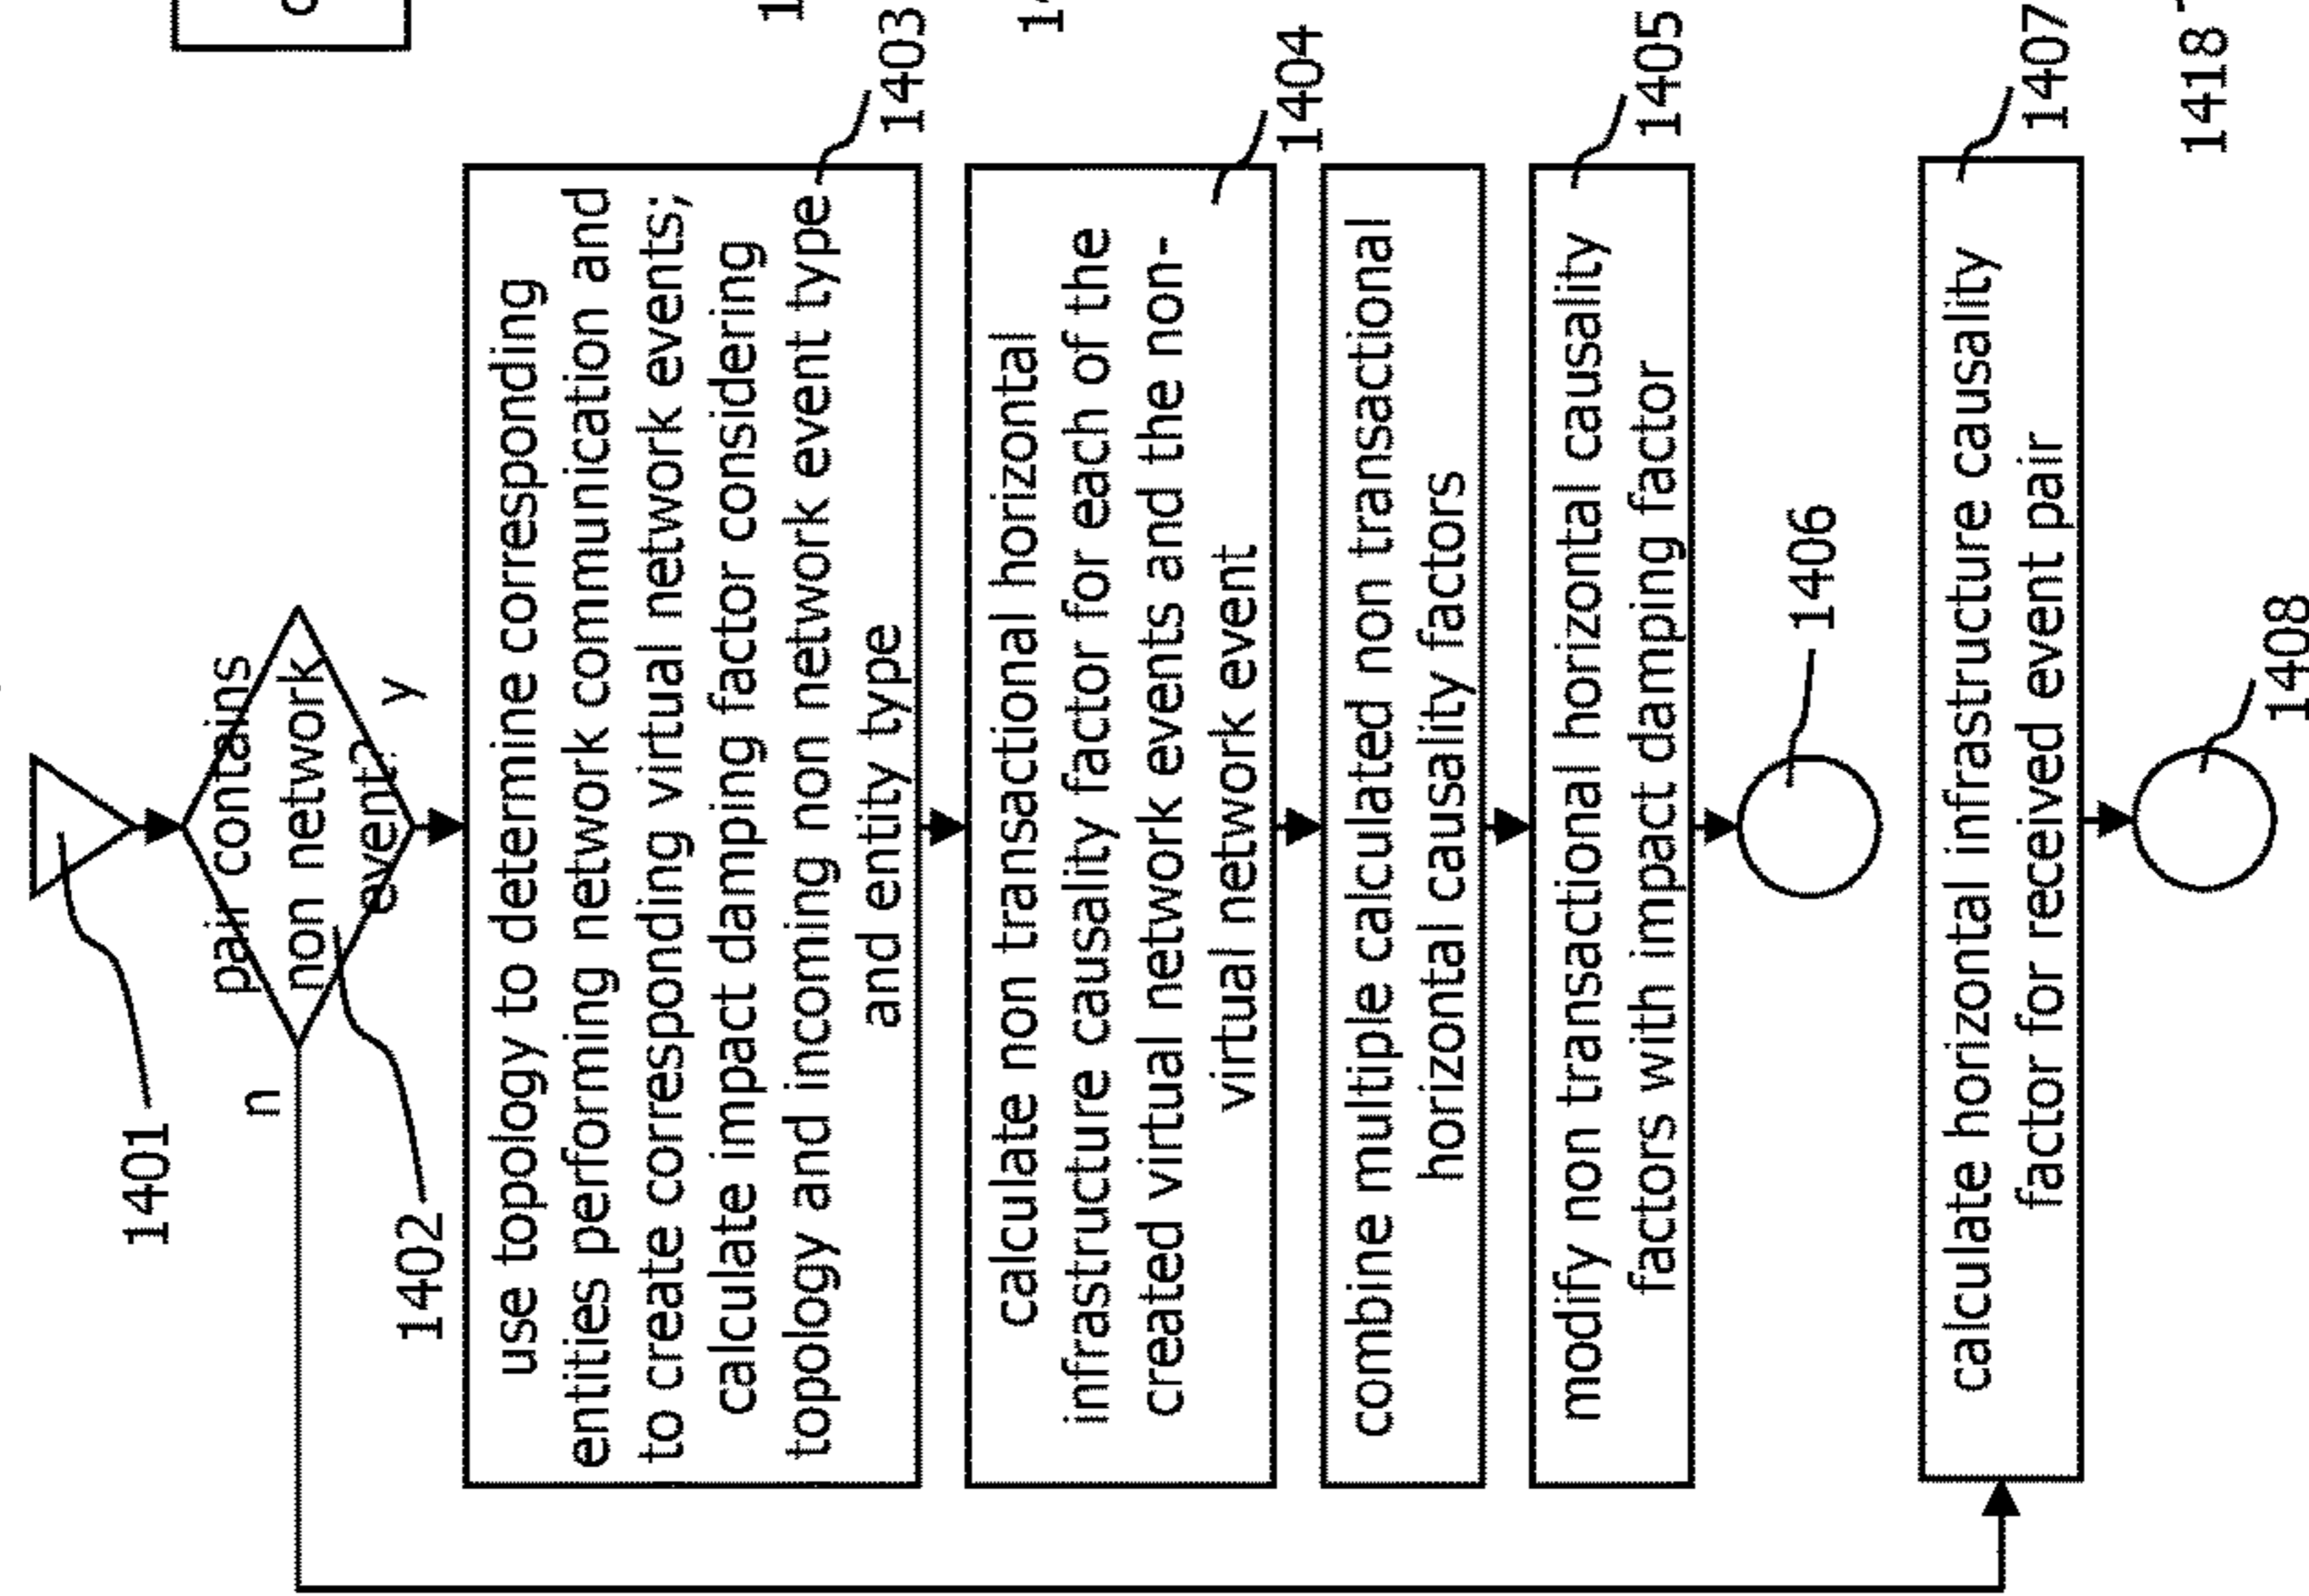 1401
pair contains
non network
event?
n
y
1402
use topology to determine corresponding
entities performing network communication and
to create corresponding virtual network events;
calculate impact damping factor considering
topology and incoming non network event type
and entity type
1403
calculate non transactional horizontal
infrastructure causality factor for each of the
created virtual network events and the non-
virtual network event
1404
combine multiple calculated non transactional
horizontal causality factors
modify non transactional horizontal causality
factors with impact damping factor
1405
1406
calculate horizontal infrastructure causality
factor for received event pair
1407
1408
1418